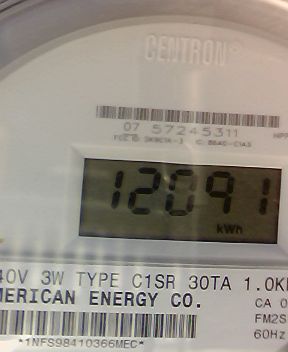 CENTRON®
07 57245311
12091
kWh
40V 3W TYPE C1SR 30TA 1.0K
MERICAN ENERGY CO.
CA 0
FM2S
60Hz
*1NFS98410366MEC*